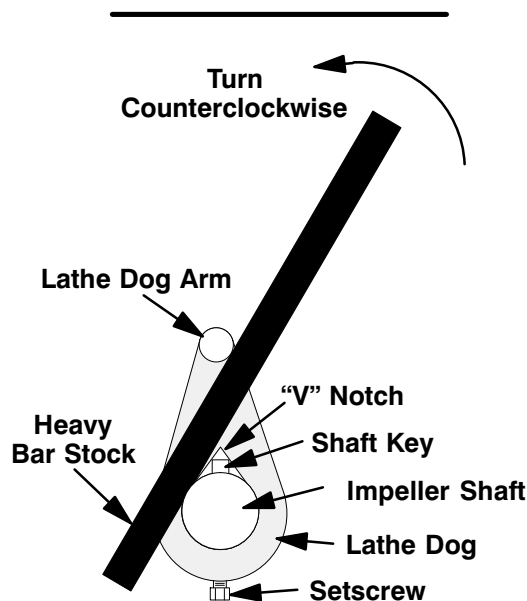 Turn
Counterclockwise
Lathe Dog Arm
“V” Notch
Heavy
Bar Stock
Shaft Key
Impeller Shaft
Lathe Dog
Setscrew